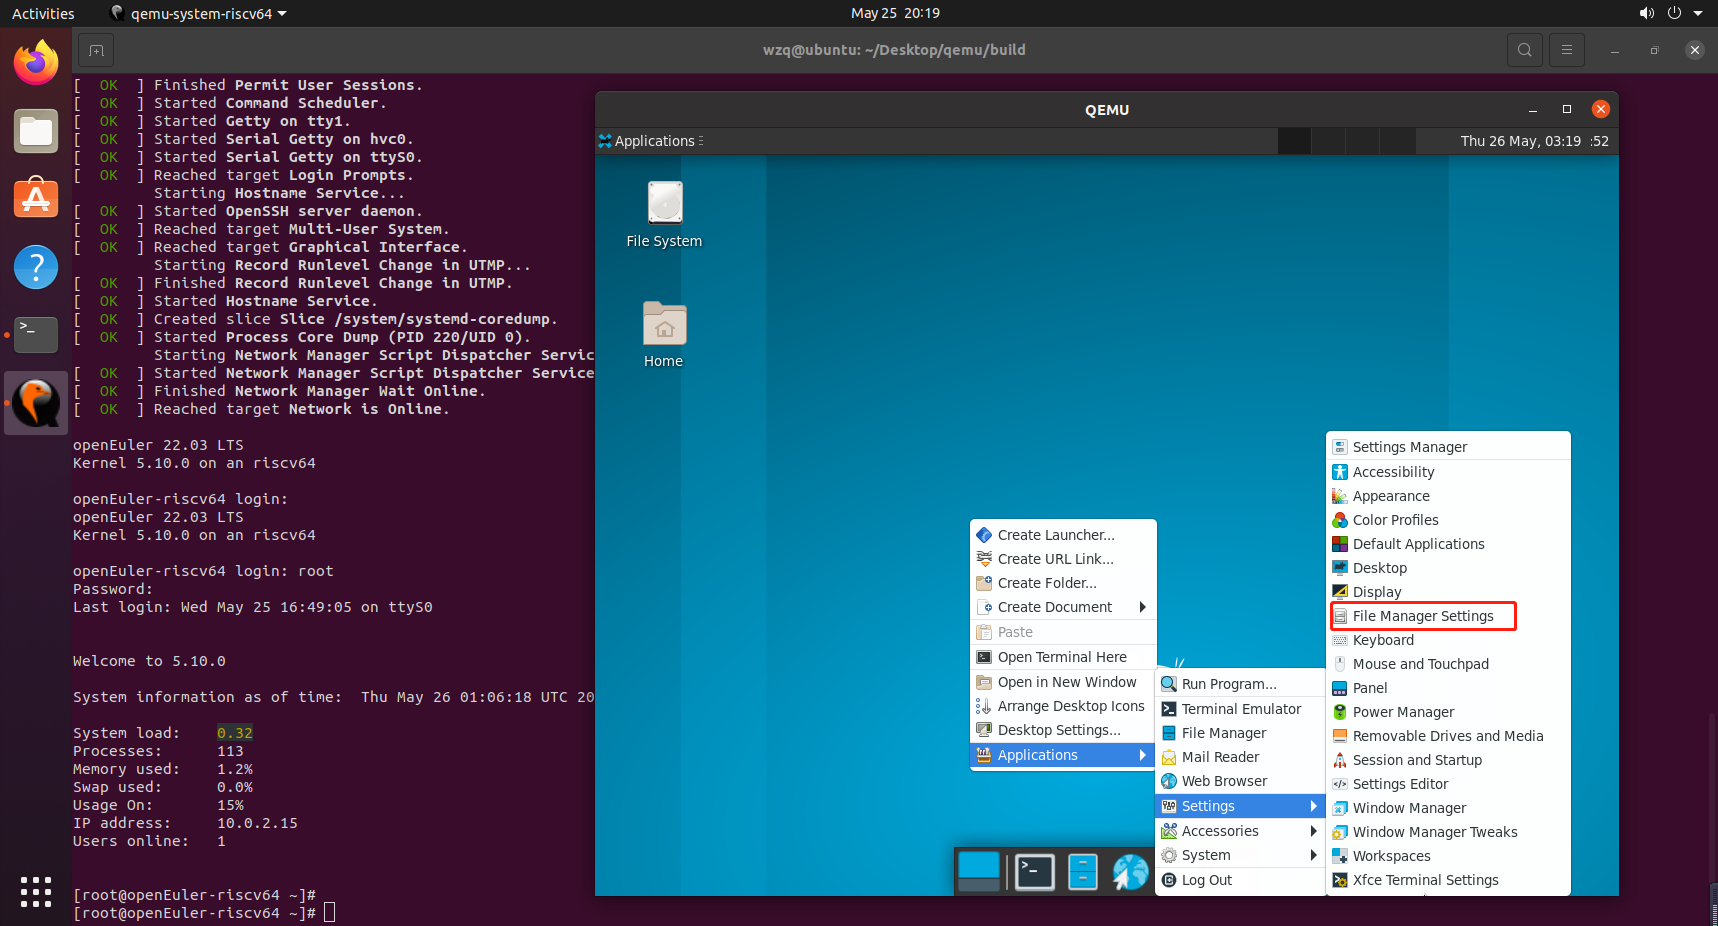 Activities
qemu-system-riscv64
May 25  20:19
wzq@ubuntu: ~/Desktop/qemu/build
[  OK  ] Finished Permit User Sessions.
[  OK  ] Started Command Scheduler.
[  OK  ] Started Getty on tty1.
[  OK  ] Started Serial Getty on hvc0.
[  OK  ] Started Serial Getty on ttyS0.
[  OK  ] Reached target Login Prompts.
Starting Hostname Service...
[  OK  ] Started OpenSSH server daemon.
[  OK  ] Reached target Multi-User System.
[  OK  ] Reached target Graphical Interface.
Starting Record Runlevel Change in UTMP...
[  OK  ] Finished Record Runlevel Change in UTMP.
[  OK  ] Started Hostname Service.
[  OK  ] Created slice Slice /system/systemd-coredump.
[  OK  ] Started Process Core Dump (PID 220/UID 0).
Starting Network Manager Script Dispatcher Servic
[  OK  ] Started Network Manager Script Dispatcher Service
[  OK  ] Finished Network Manager Wait Online.
[  OK  ] Reached target Network is Online.
openEuler 22.03 LTS
Kernel 5.10.0 on an riscv64
openEuler-riscv64 login:
openEuler 22.03 LTS
Kernel 5.10.0 on an riscv64
openEuler-riscv64 login: root
Password:
Last login: Wed May 25 16:49:05 on ttyS0
Welcome to 5.10.0
System information as of time:  Thu May 26 01:06:18 UTC 20
System load:    0.32
Processes:      113
Memory used:    1.2%
Swap used:      0.0%
Usage On:       15%
IP address:     10.0.2.15
Users online:   1
[root@openEuler-riscv64 ~]#
[root@openEuler-riscv64 ~]#
QEMU
Applications
Thu 26 May, 03:19 :52
File System
Home
Create Launcher...
Create URL Link...
Create Folder...
Create Document
Paste
Open Terminal Here
Open in New Window
Arrange Desktop Icons
Desktop Settings...
Applications
Run Program...
Terminal Emulator
File Manager
Mail Reader
Web Browser
Settings
Accessories
System
Log Out
Settings Manager
Accessibility
Appearance
Color Profiles
Default Applications
Desktop
Display
File Manager Settings
Keyboard
Mouse and Touchpad
Panel
Power Manager
Removable Drives and Media
Session and Startup
Settings Editor
Window Manager
Window Manager Tweaks
Workspaces
Xfce Terminal Settings